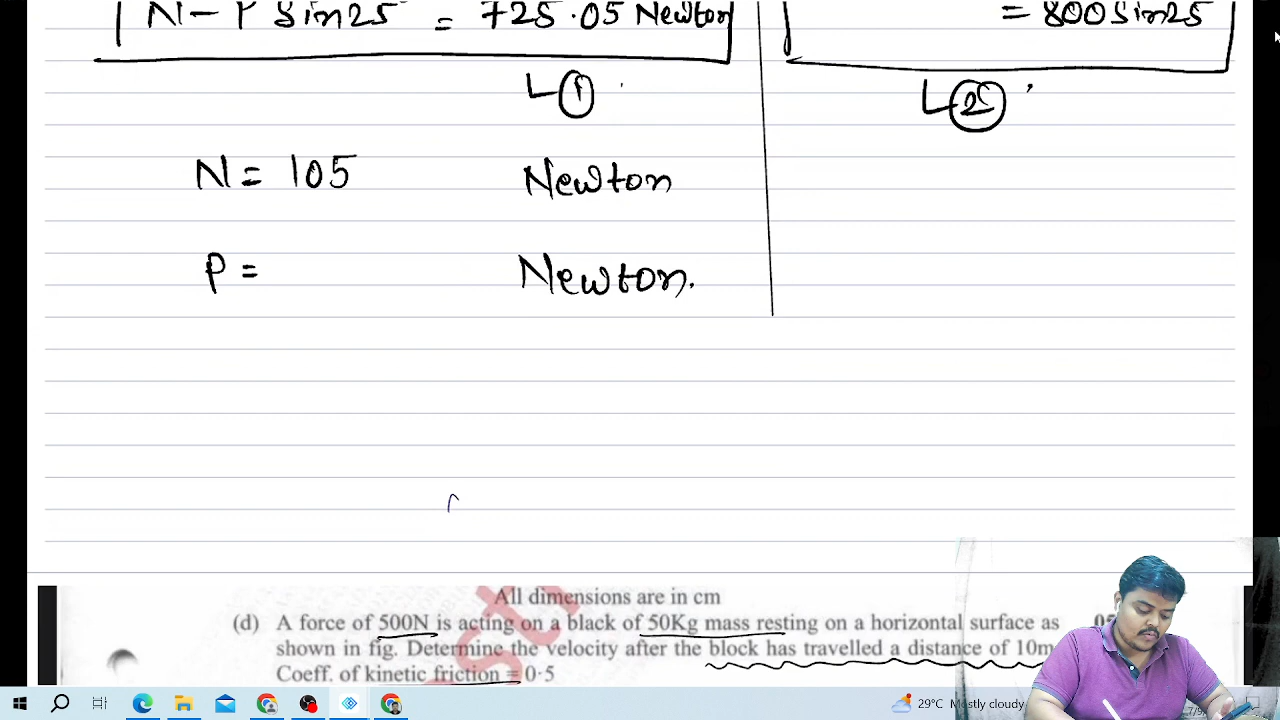 N - P Sin25 = 725.05 Newton
= 800 Sin25
L ①
L ②
N = 105 Newton
P = Newton.
All dimensions are in cm
(d) A force of 500N is acting on a black of 50Kg mass resting on a horizontal surface as
shown in fig. Determine the velocity after the block has travelled a distance of 10m
Coeff. of kinetic friction = 0·5
29°C Mostly cloudy